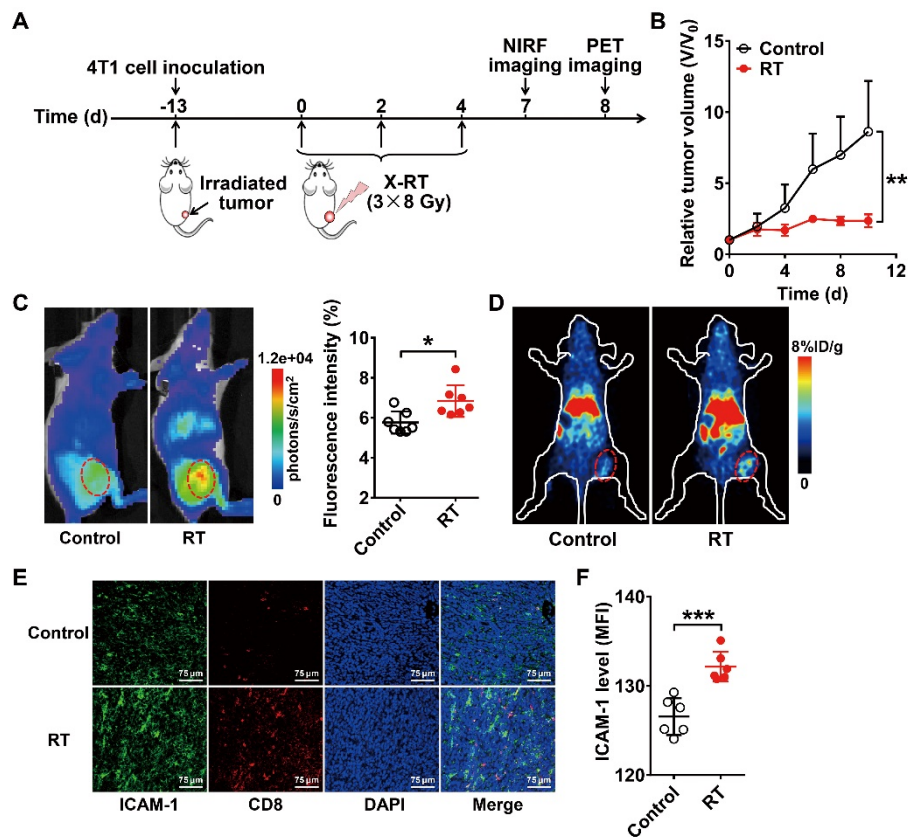 A
4T1 cell inoculation
NIRF
imaging
PET
imaging
Time (d)
-13
0
2
4
7
8
Irradiated
tumor
X-RT
(3×8 Gy)
B
Relative tumor volume (V/V0)
15
10
5
0
Control
RT
**
0
4
8
12
Time (d)
C
1.2e+04
photons/s/cm²
0
Control
RT
Fluorescence intensity (%)
10
8
6
4
2
*
Control
RT
D
8%ID/g
0
Control
RT
E
Control
75 μm
75 μm
75 μm
75 μm
RT
75 μm
75 μm
75 μm
75 μm
ICAM-1
CD8
DAPI
Merge
F
ICAM-1 level (MFI)
140
130
120
***
Control
RT